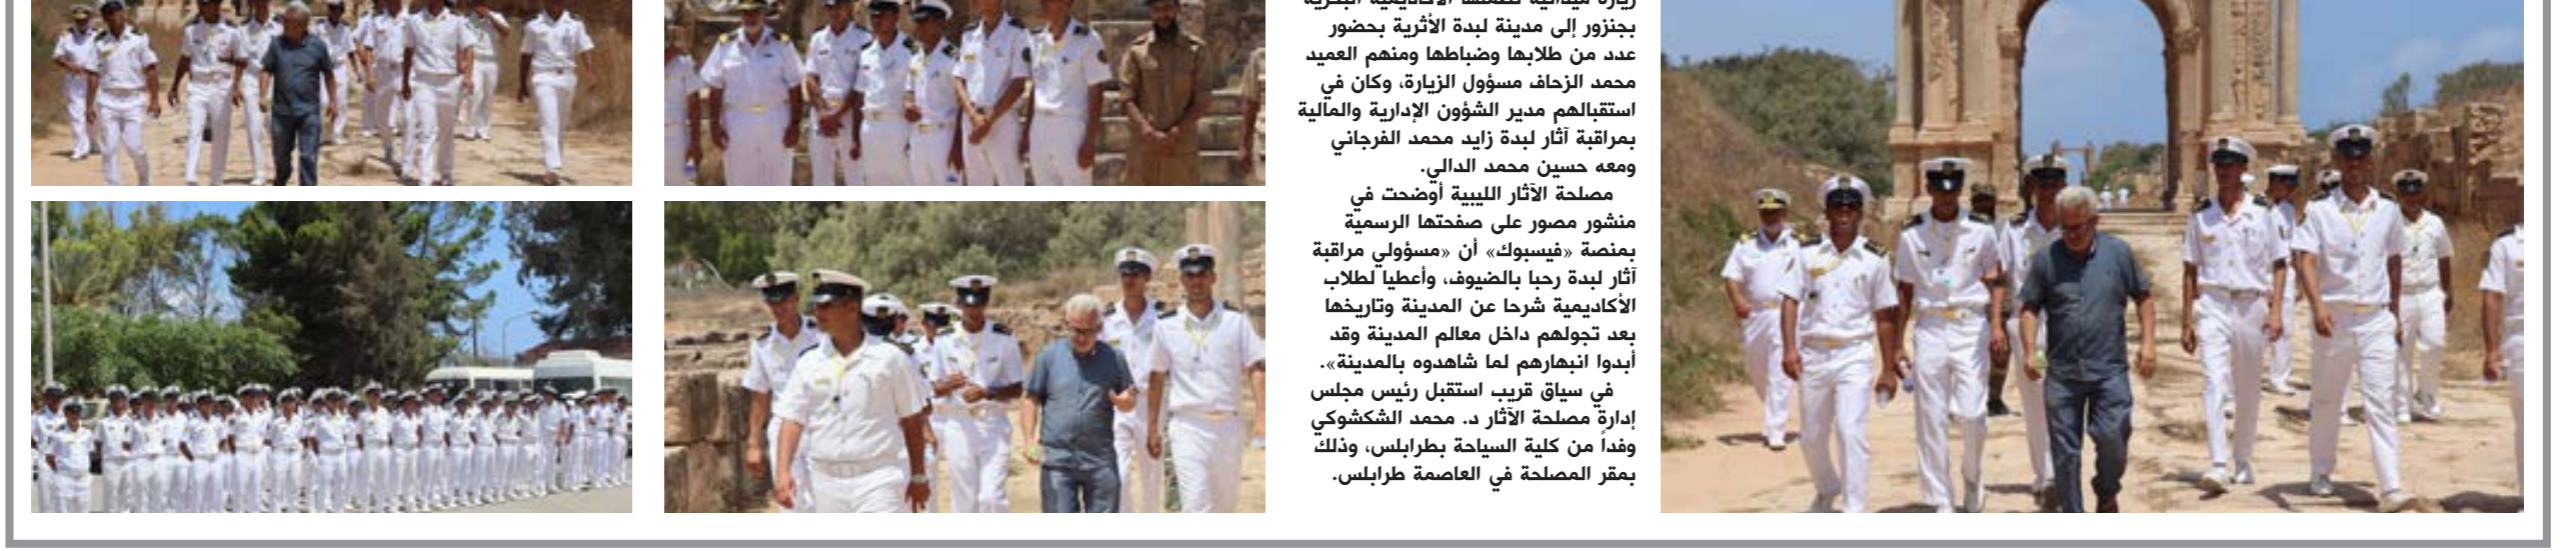 زيارة ميدانية
بجنزور إلى مدينة لبدة الأثرية بحضور
عدد من طلابها وضباطها ومنهم العميد
محمد الزحاف مسؤول الزيارة، وكان في
استقبالهم مدير الشؤون الإدارية والمالية
بمراقبة آثار لبدة زايد محمد الفرجاني
ومعه حسين محمد الدالي.
مصلحة الآثار الليبية أوضحت في
منشور مصور على صفحتها الرسمية
بمنصة «فيسبوك» أن «مسؤولي مراقبة
آثار لبدة رحبا بالضيوف، وأعطيا لطلاب
الأكاديمية شرحا عن المدينة وتاريخها
بعد تجولهم داخل معالم المدينة وقد
أبدوا انبهارهم لما شاهدوه بالمدينة».
في سياق قريب استقبل رئيس مجلس
إدارة مصلحة الآثار د. محمد الشكشوكي
وفداً من كلية السياحة بطرابلس، وذلك
بمقر المصلحة في العاصمة طرابلس.